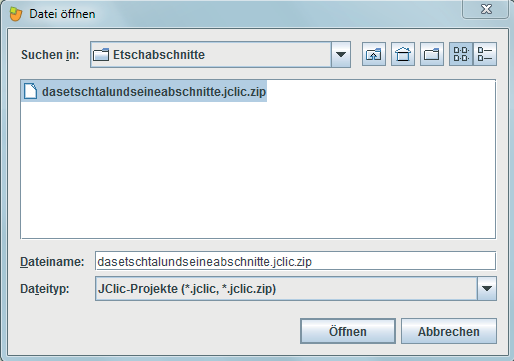 Datei öffnen
Suchen in: Etschabschnitte
dasetschtalundseineabschnitte.jclic.zip
Dateiname: dasetschtalundseineabschnitte.jclic.zip
Dateityp: JClic-Projekte (*.jclic, *.jclic.zip)
Öffnen Abbrechen